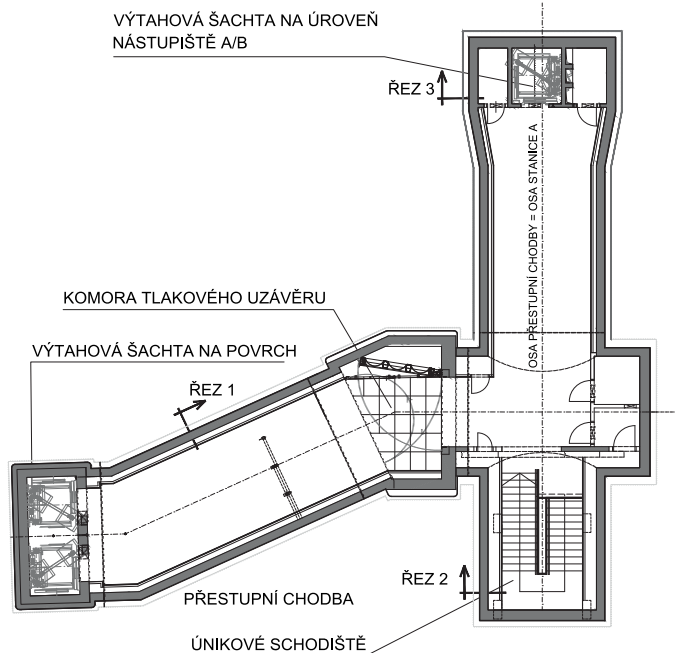 VÝTAHOVÁ ŠACHTA NA ÚROVEŇ
NÁSTUPIŠTĚ A/B
ŘEZ 3
OSA PŘESTUPNÍ CHODBY = OSA STANICE A
KOMORA TLAKOVÉHO UZÁVĚRU
VÝTAHOVÁ ŠACHTA NA POVRCH
ŘEZ 1
ŘEZ 2
PŘESTUPNÍ CHODBA
ÚNIKOVÉ SCHODIŠTĚ